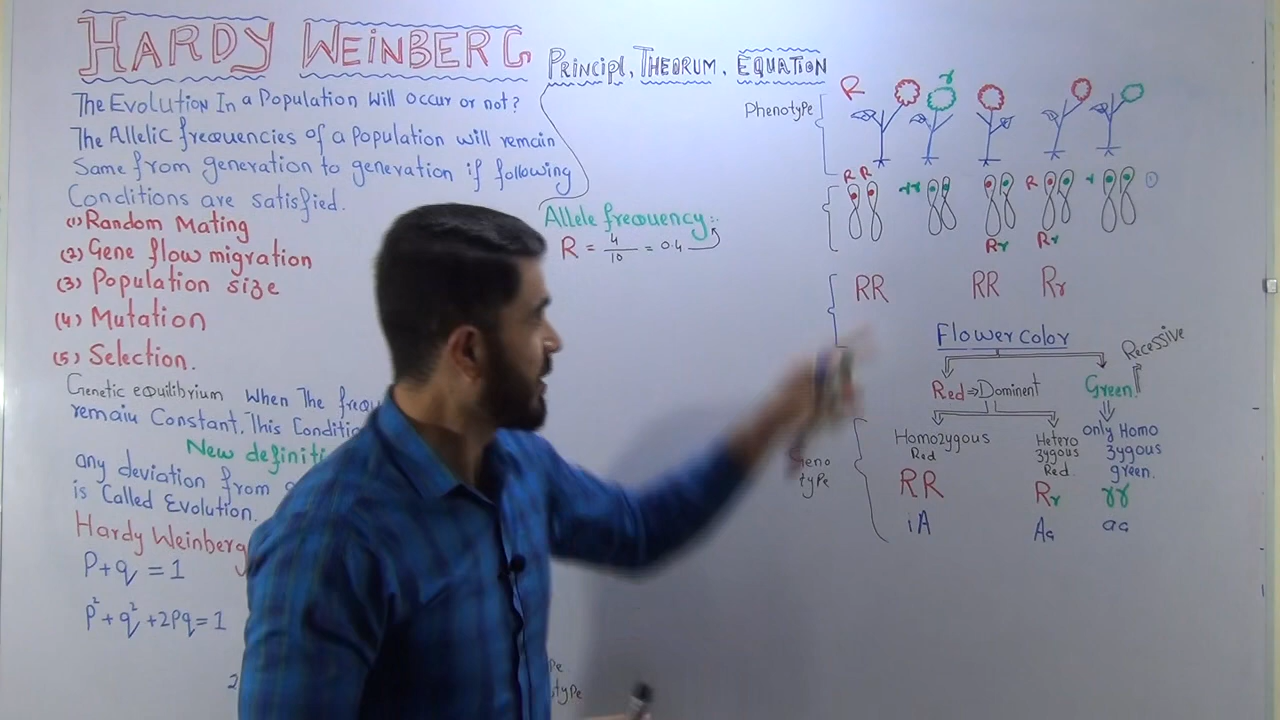 HARDY WEINBERG
PRINCIPL, THEORUM, EQUATION
The Evolution In a Population Will occur or not?
The Allelic frequencies of a Population will remain
Same from generation to generation if following
Conditions are satisfied.
(1) Random Mating
(2) Gene flow migration
(3) Population size
(4) Mutation
(5) Selection.
Genetic equilibrium When The freq
remain Constant. This Conditi
New definiti
any deviation from
is Called Evolution.
Hardy Weinberg
P+q = 1
p²+q²+2pq=1
2
type
Allele frequency:-
R = 4/10 = 0.4
Phenotype
R r
RR rr Rr Rr r
RR RR Rr
Flower color
Red ⇒ Dominent
Green
Recessive
Homozygous
Red
RR
iA
Hetero
zygous
Red.
Rr
Aa
only Homo
zygous
green.
rr
aa
Geno
type